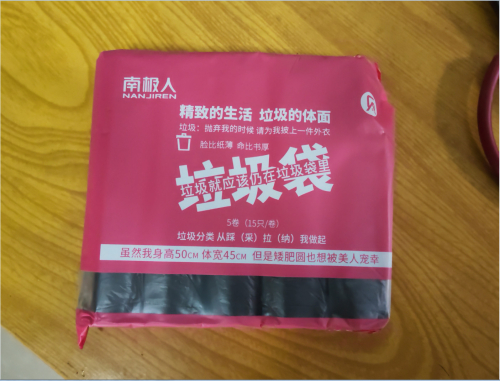 南极人
NANJIREN
精致的生活 垃圾的体面
垃圾：抛弃我的时候 请为我披上一件外衣
脸比纸薄 命比书厚
垃圾袋
垃圾就应该仍在垃圾袋里
5卷（15只/卷）
垃圾分类 从踩（采）拉（纳）我做起
虽然我身高50CM 体宽45CM 但是矮肥圆也想被美人宠幸